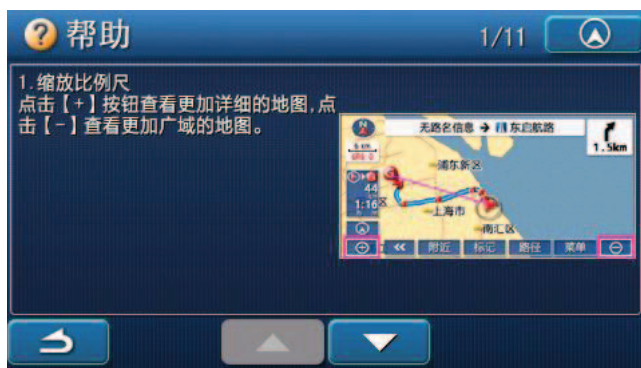 帮助
1/11
1.缩放比例尺
点击【+】按钮查看更加详细的地图,点
击【-】查看更加广域的地图。
无路名信息 → 东启航路
1.5km
N
浦东新区
44
1:16
上海市
南汇区
附近 标记 路径 菜单